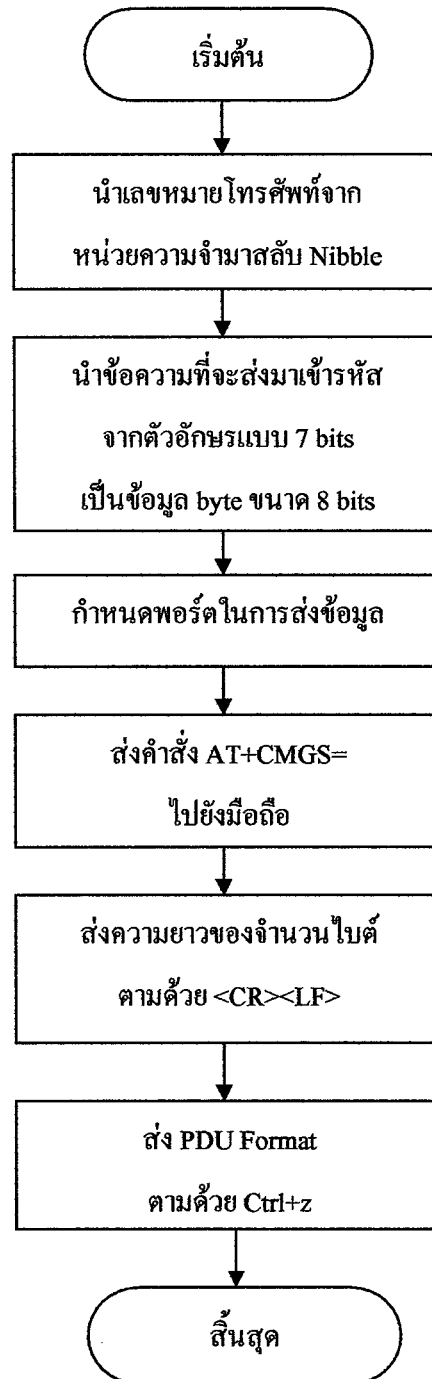 เริ่มต้น
นำเลขหมายโทรศัพท์จาก
หน่วยความจำมาสลับ Nibble
นำข้อความที่จะส่งมาเข้ารหัส
จากตัวอักษรแบบ 7 bits
เป็นข้อมูล byte ขนาด 8 bits
กำหนดพอร์ตในการส่งข้อมูล
ส่งคำสั่ง AT+CMGS=
ไปยังมือถือ
ส่งความยาวของจำนวนไบต์
ตามด้วย <CR><LF>
ส่ง PDU Format
ตามด้วย Ctrl+z
สิ้นสุด